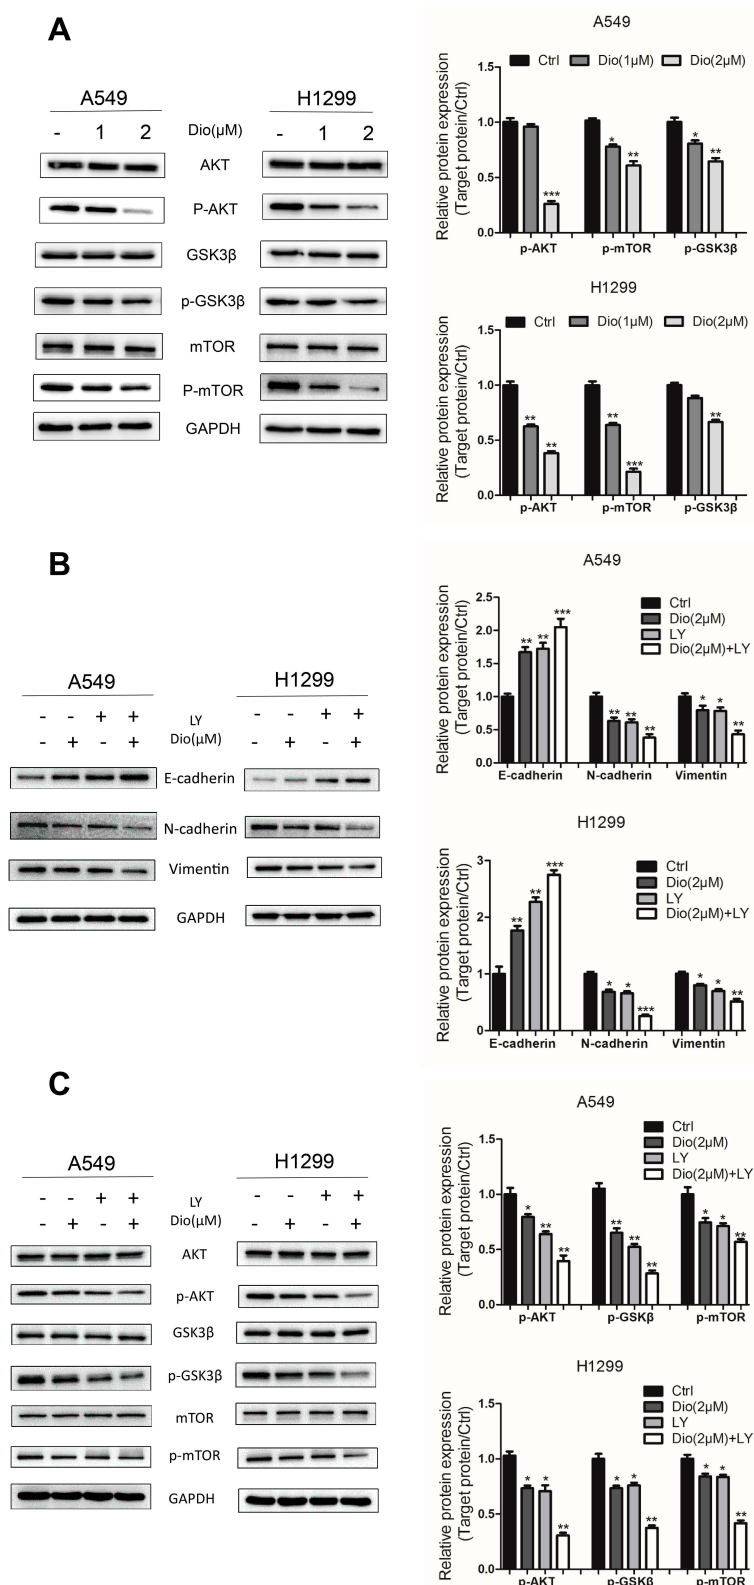 A
A549 H1299
- 1 2 Dio(μM) - 1 2
AKT
P-AKT
GSK3β
p-GSK3β
mTOR
P-mTOR
GAPDH
A549
Ctrl Dio(1μM) Dio(2μM)
Relative protein expression
(Target protein/Ctrl)
1.5
1.0
0.5
0.0
*** * ** * **
p-AKT p-mTOR p-GSK3β
H1299
Ctrl Dio(1μM) Dio(2μM)
Relative protein expression
(Target protein/Ctrl)
1.5
1.0
0.5
0.0
** ** ** *** **
p-AKT p-mTOR p-GSK3β
B
A549 H1299
- - + + LY - - + +
- + - + Dio(μM) - + - +
E-cadherin
N-cadherin
Vimentin
GAPDH
A549
Ctrl
Dio(2μM)
LY
Dio(2μM)+LY
Relative protein expression
(Target protein/Ctrl)
2.5
2.0
1.5
1.0
0.5
0.0
** ** *** ** ** ** * * **
E-cadherin N-cadherin Vimentin
H1299
Ctrl
Dio(2μM)
LY
Dio(2μM)+LY
Relative protein expression
(Target protein/Ctrl)
3
2
1
0
** ** *** * * *** * * **
E-cadherin N-cadherin Vimentin
C
A549 H1299
- - + + LY - - + +
- + - + Dio(μM) - + - +
AKT
p-AKT
GSK3β
p-GSK3β
mTOR
p-mTOR
GAPDH
A549
Ctrl
Dio(2μM)
LY
Dio(2μM)+LY
Relative protein expression
(Target protein/Ctrl)
1.5
1.0
0.5
0.0
* ** ** ** ** ** * * **
p-AKT p-GSKβ p-mTOR
H1299
Ctrl
Dio(2μM)
LY
Dio(2μM)+LY
Relative protein expression
(Target protein/Ctrl)
1.5
1.0
0.5
0.0
* * ** * * ** * * **
p-AKT p-GSKβ p-mTOR